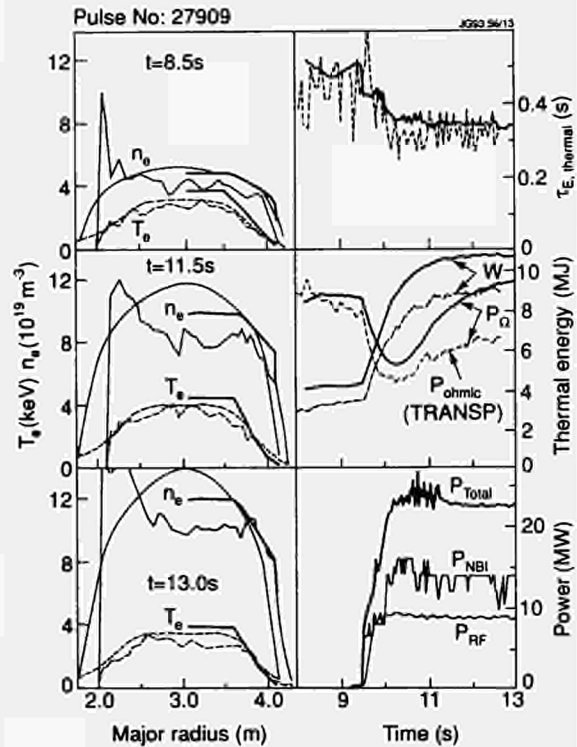 Pulse No: 27909
JG93.56/13
t=8.5s
12
8
4
0
n_e
T_e
0.4
0.2
τ_E, thermal (s)
t=11.5s
12
8
4
0
n_e
T_e
T_e (keV) n_e (10^19 m^-3)
W
P_Ω
P_ohmic
(TRANSP)
10
8
6
4
2
0
Thermal energy (MJ)
t=13.0s
12
8
4
0
n_e
T_e
P_Total
P_NBI
P_RF
20
10
0
Power (MW)
2.0 3.0 4.0
9 11 13
Major radius (m)
Time (s)